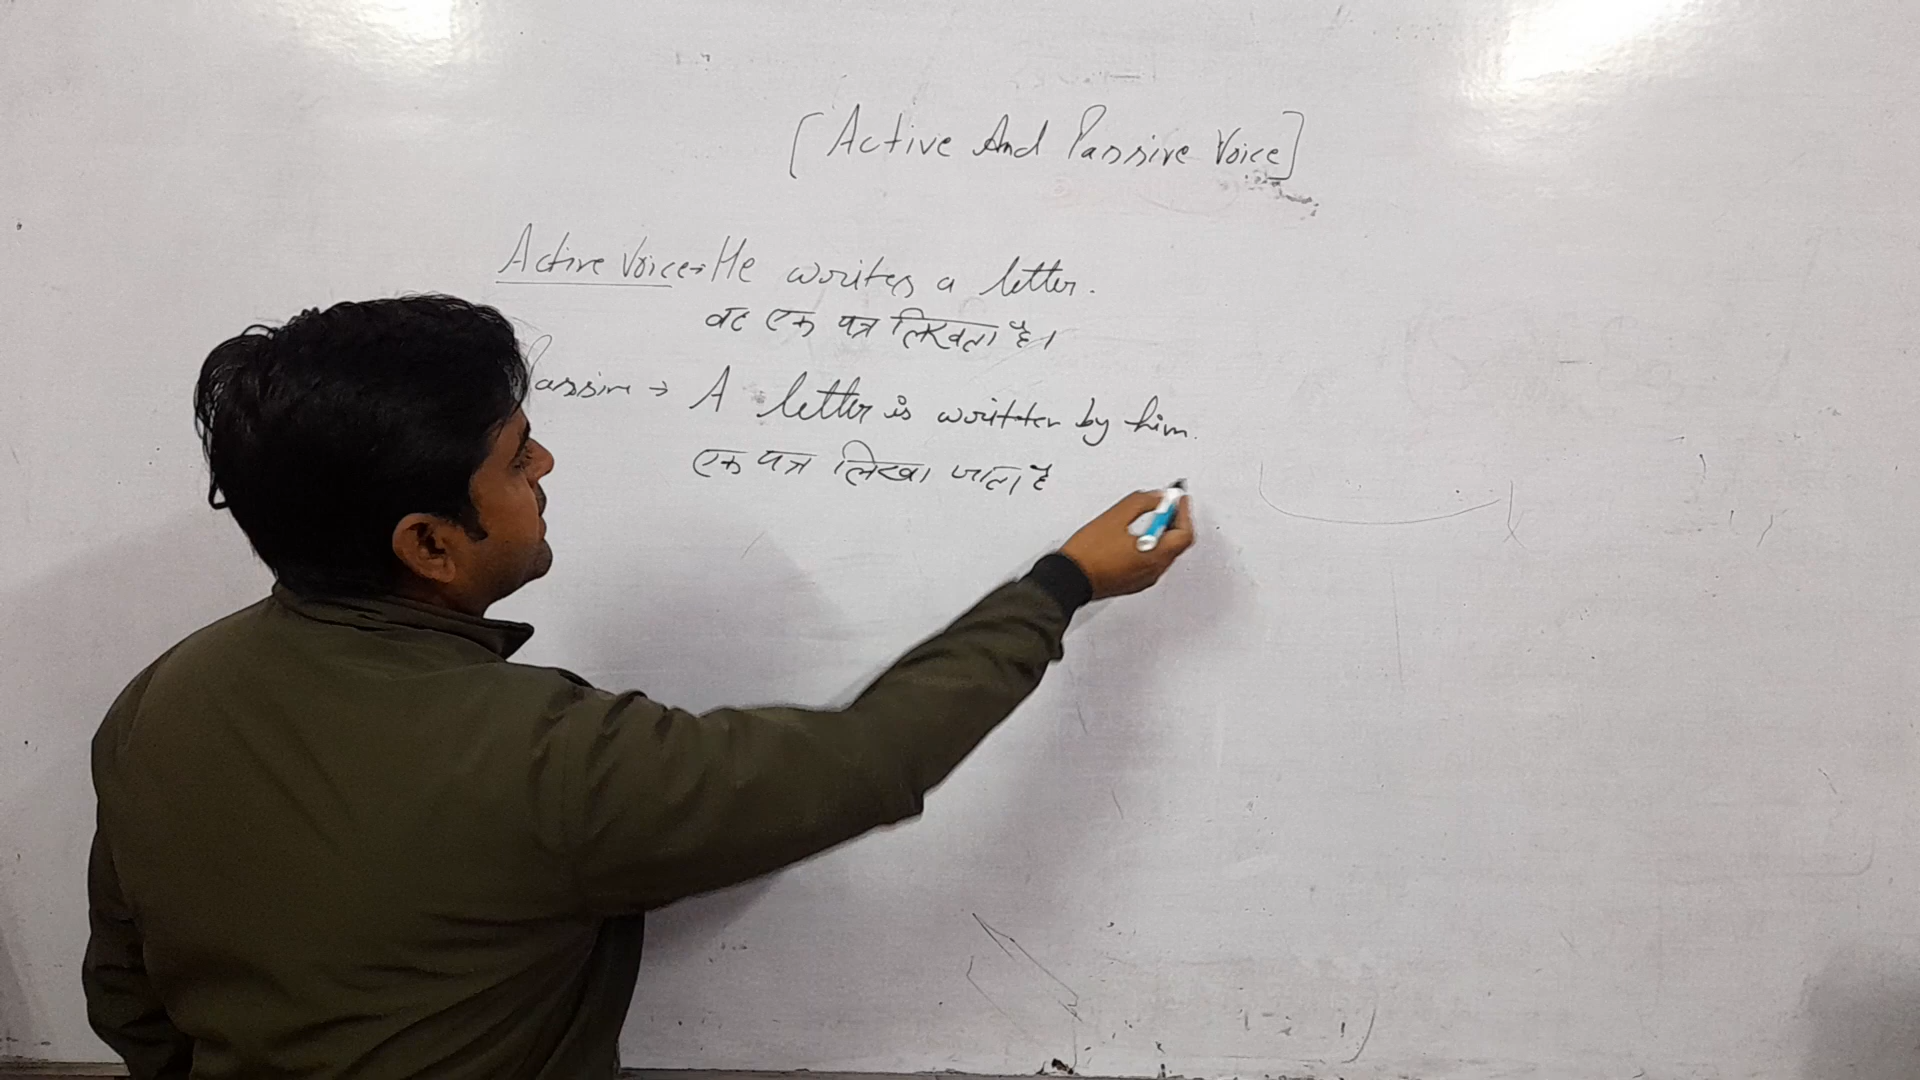 [Active And Passive Voice]
Active Voice→ He writes a letter.
वह एक पत्र लिखता है।
Passive → A letter is written by him.
एक पत्र लिखा जाता है